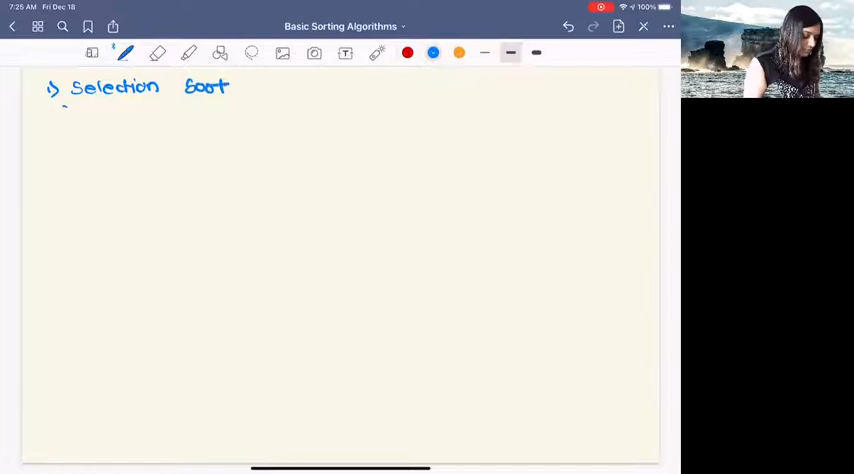 7:25 AM Fri Dec 18 100%
Basic Sorting Algorithms
T
1) Selection Sort